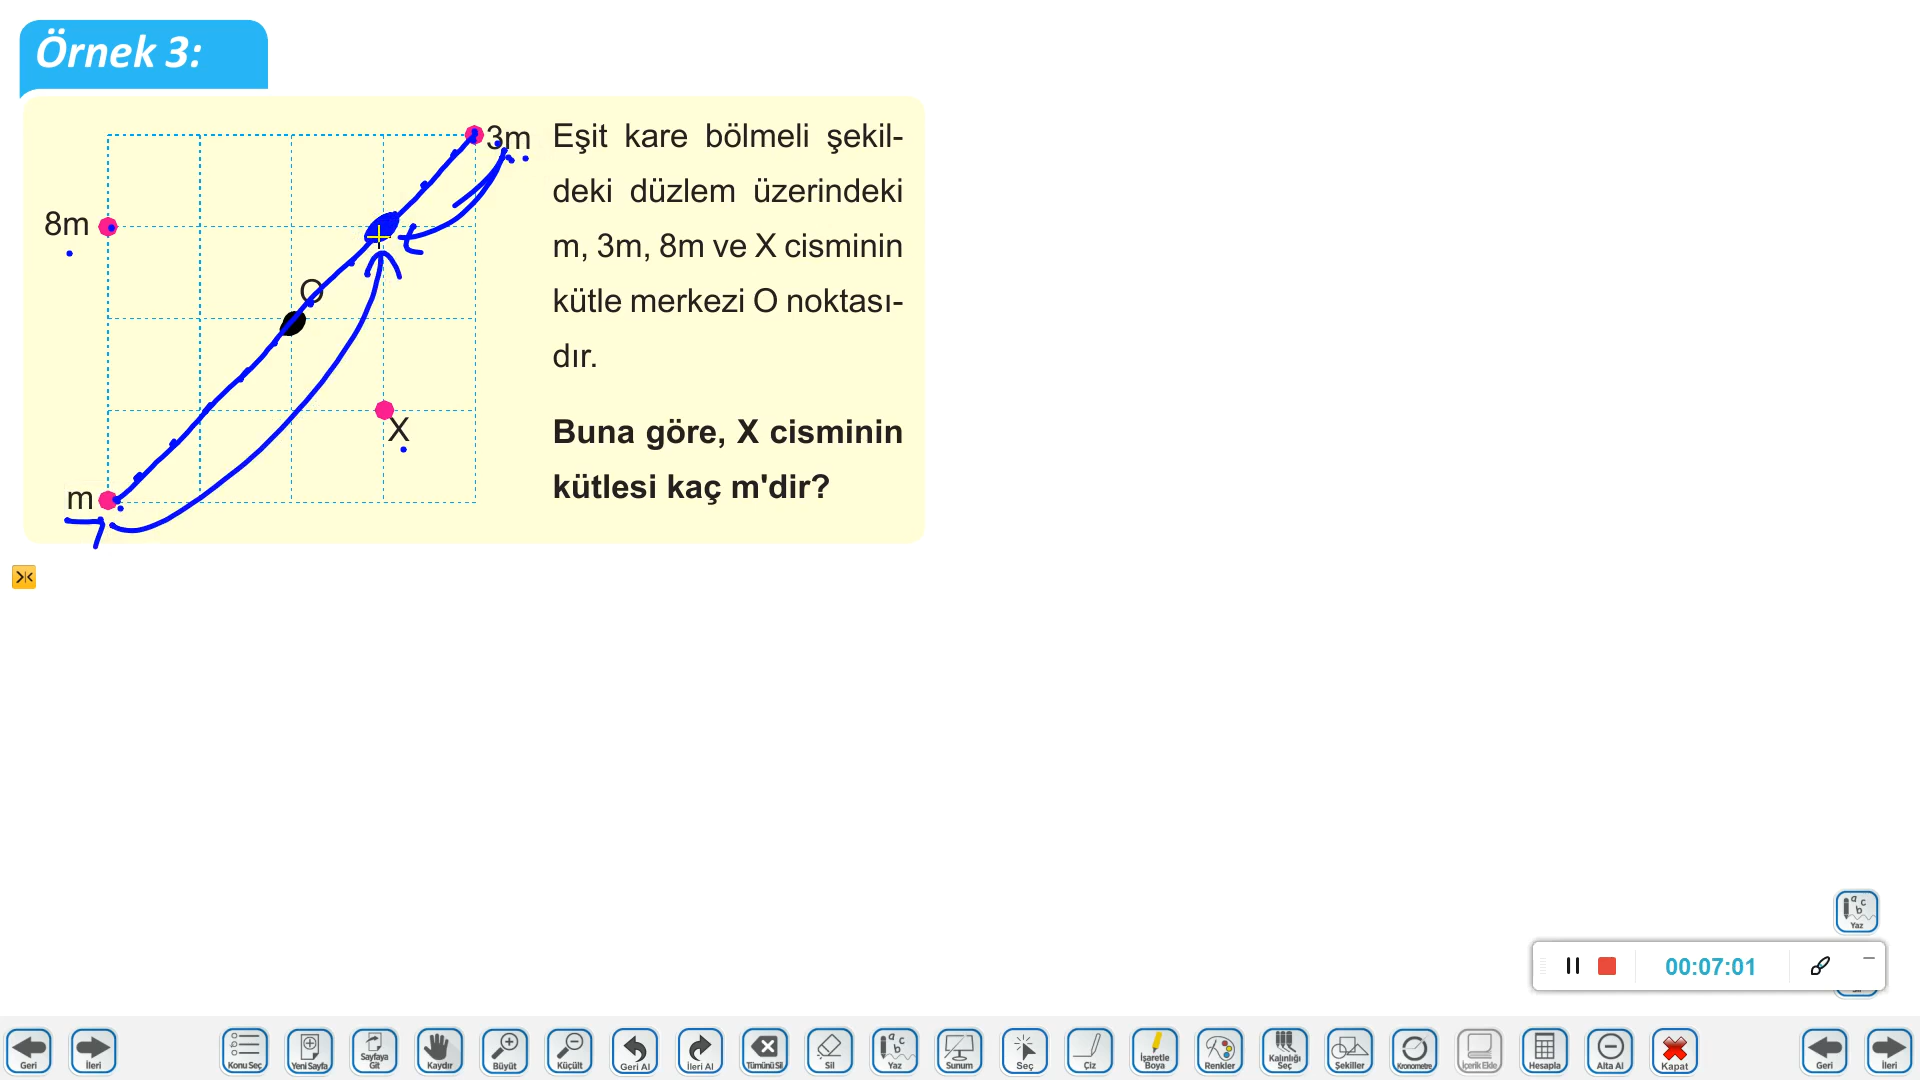 Örnek 3:
3m
8m
O
X
m
Eşit kare bölmeli şekil-
deki düzlem üzerindeki
m, 3m, 8m ve X cisminin
kütle merkezi O noktası-
dır.
Buna göre, X cisminin
kütlesi kaç m'dir?
a b c
Yaz
00:07:01
Geri
İleri
Konu Seç
Yeni Sayfa
Sayfaya Git
Kaydır
Büyüt
Küçült
Geri Al
İleri Al
Tümünü Sil
Sil
a b c
Yaz
Sunum
Seç
Çiz
İşaretle Boya
Renkler
Kalınlığı Seç
Şekiller
Kronometre
İçerik Ekle
Hesapla
Alta Al
Kapat
Geri
İleri